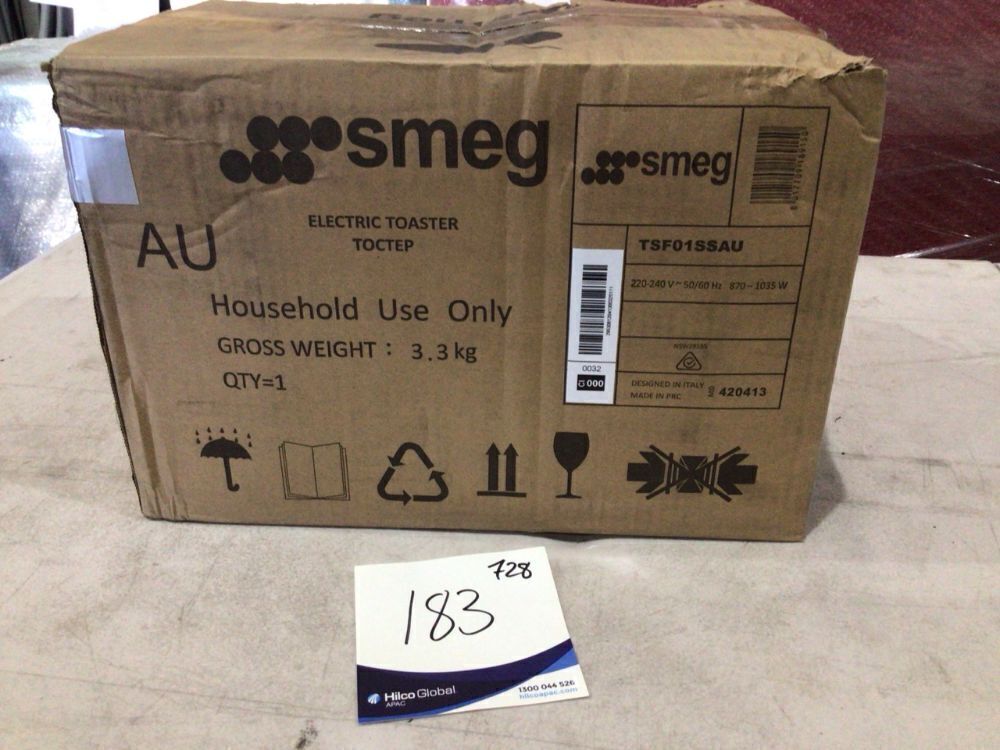 smeg
smeg
AU
ELECTRIC TOASTER
ТОСТЕР
TSF01SSAU
220-240 V ~ 50/60 Hz 870 – 1035 W
Household Use Only
GROSS WEIGHT : 3.3 kg
QTY=1
0032
000
DESIGNED IN ITALY
MADE IN PRC
420413
728
183
Hilco Global
APAC
1300 044 526
hilcoapac.com